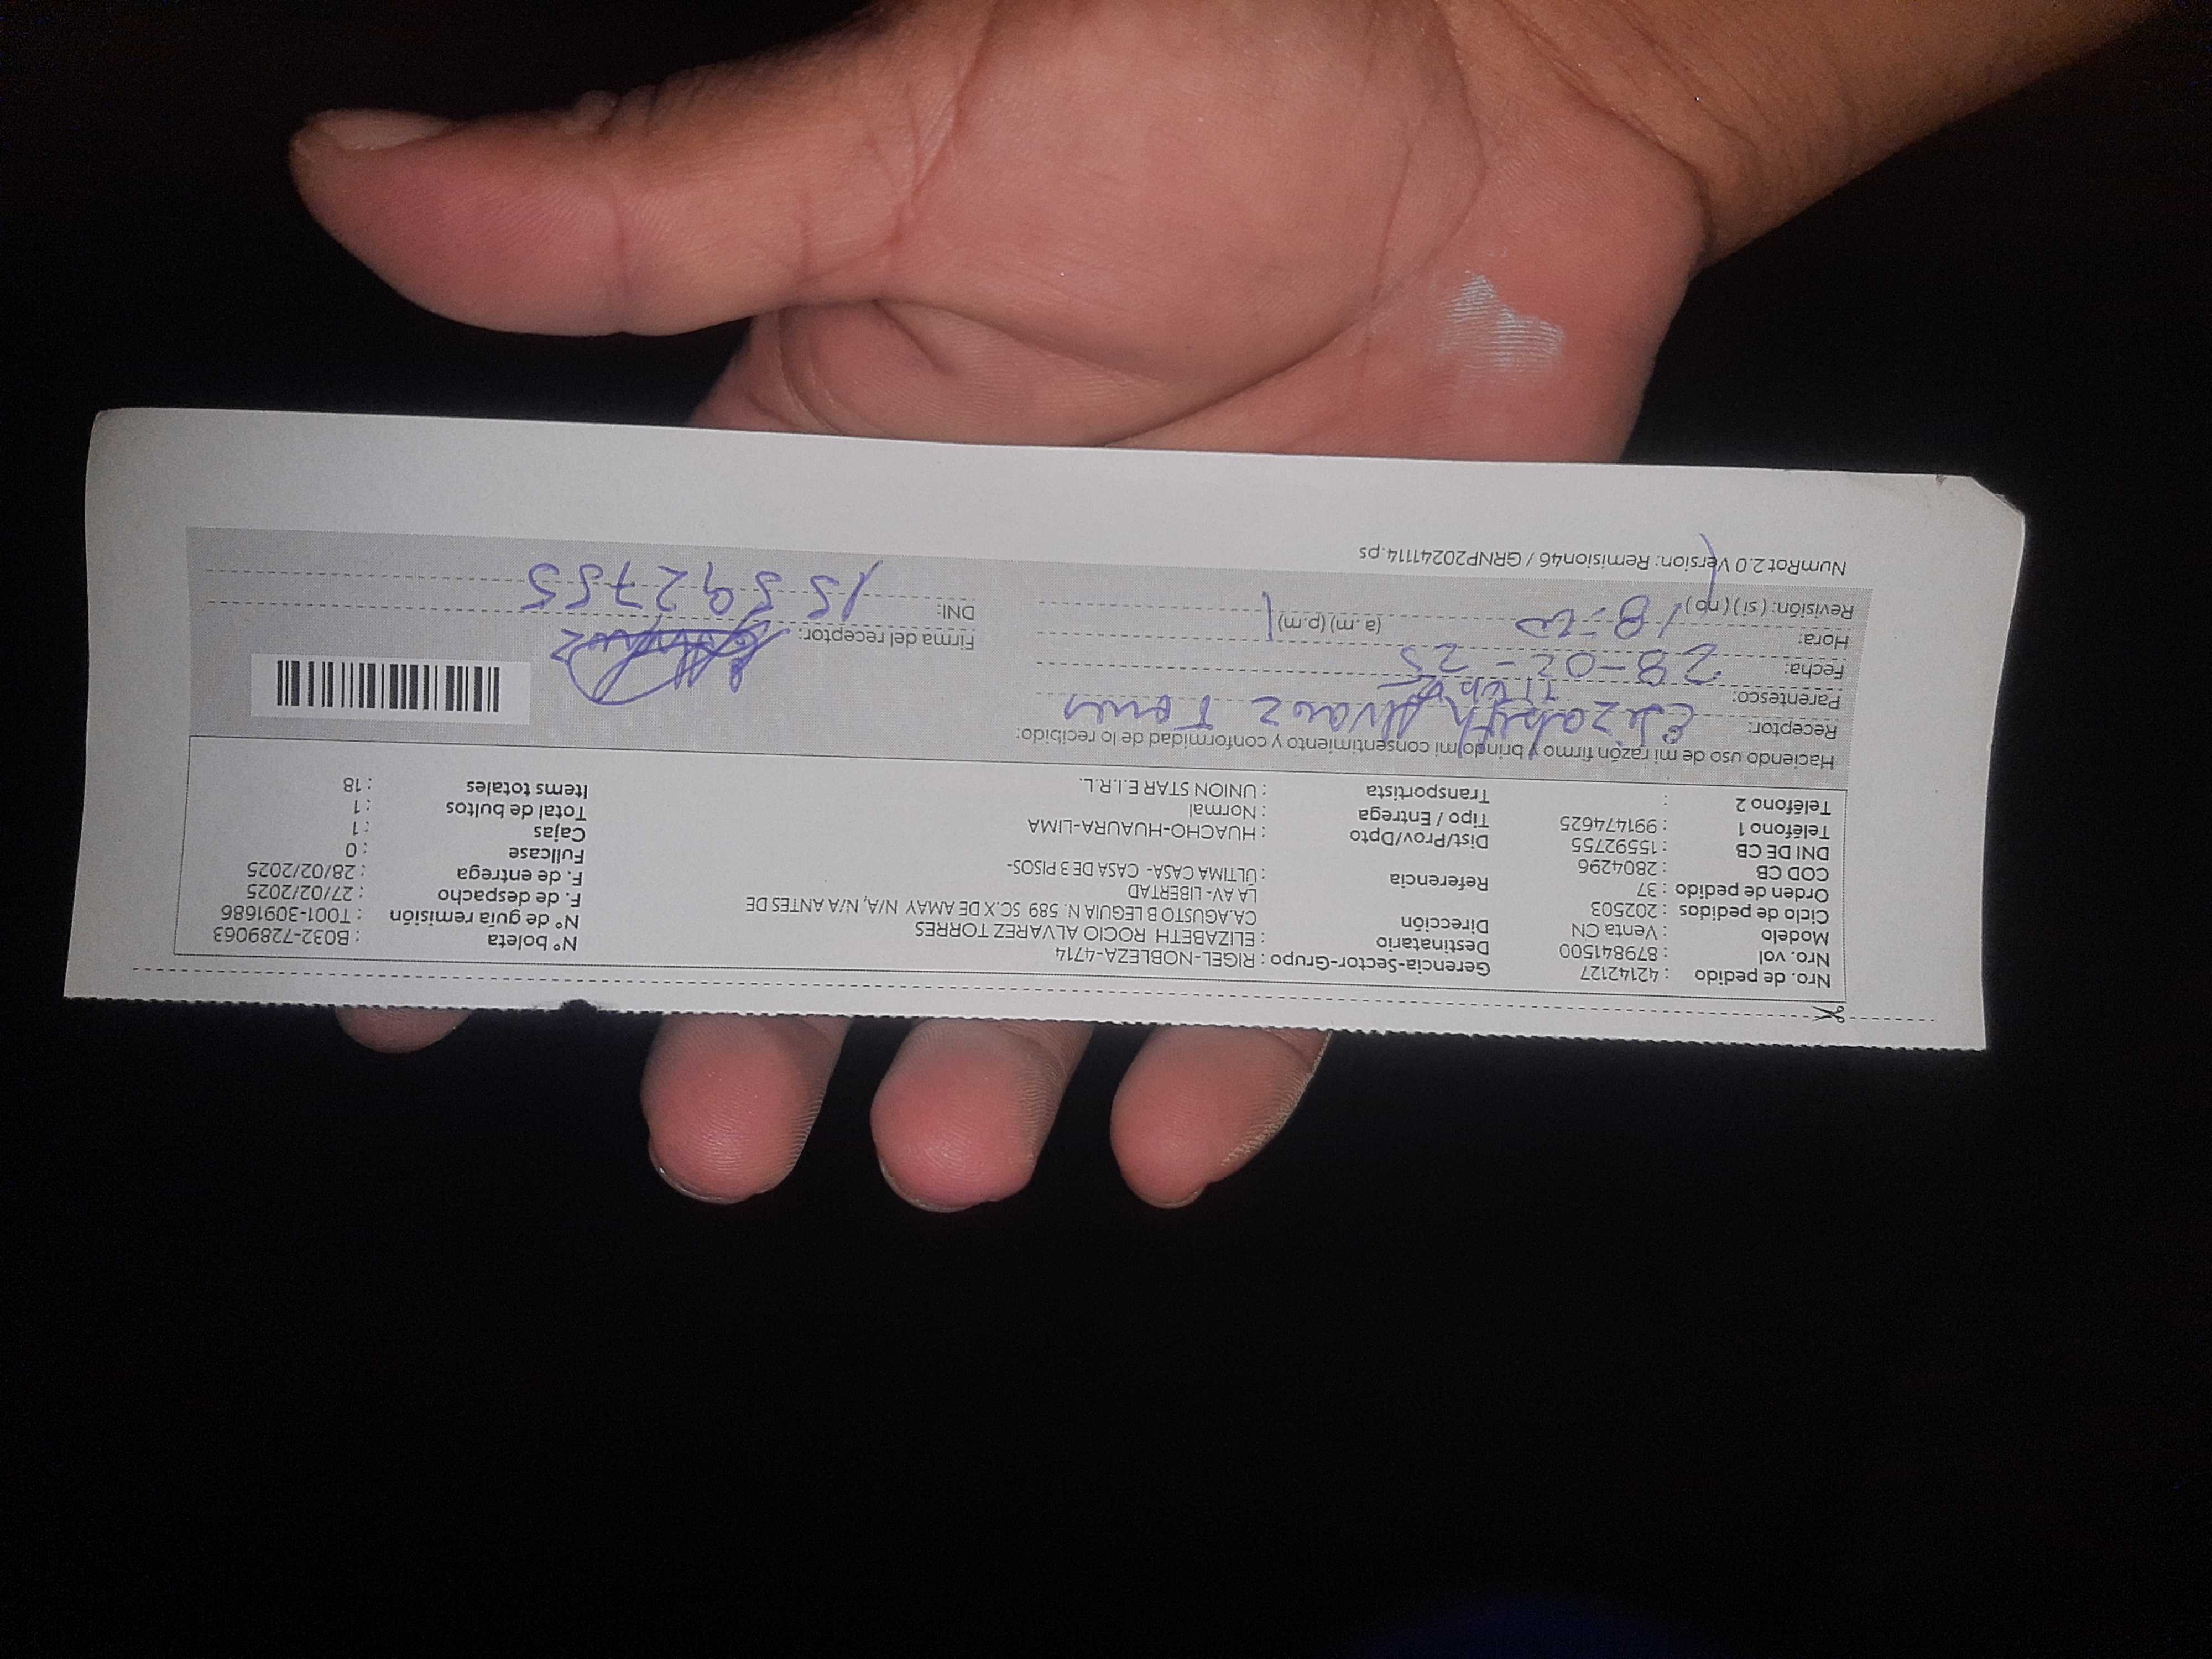 Nro. de pedido : 42142127 Gerencia-Sector-Grupo : RIGEL-NOBLEZA-4714 Nº boleta : B032-7289063
Nro. vol : 879841500 Destinatario : ELIZABETH ROCIO ALVAREZ TORRES Nº de guía remisión : T001-3091686
Modelo : Venta CN Dirección CA.AGUSTO B LEGUIA N. 589 SC.X DE AMAY N/A, N/A ANTES DE F. de despacho : 27/02/2025
Ciclo de pedidos : 202503 LA AV- LIBERTAD F. de entrega : 28/02/2025
Orden de pedido : 37 Referencia : ÚLTIMA CASA- CASA DE 3 PISOS- Fullcase : 0
COD CB : 2804296 Dist/Prov/Dpto : HUACHO-HUAURA-LIMA Cajas : 1
DNI DE CB : 15592755 Tipo / Entrega : Normal Total de bultos : 1
Teléfono 1 : 991474625 Transportista : UNION STAR E.I.R.L. Items totales : 18
Teléfono 2 :
Haciendo uso de mi razón firmo y brindo mi consentimiento y conformidad de lo recibido:
Receptor: Elizabeth Alvarez Torres
Parentesco:
Fecha: 28-02-25
Hora: (a.m) (p.m)
Revisión: (si) (no)
Firma del receptor:
DNI: 15592755
NumRot 2.0 Version: Remision46 / GRNP20241114.ps